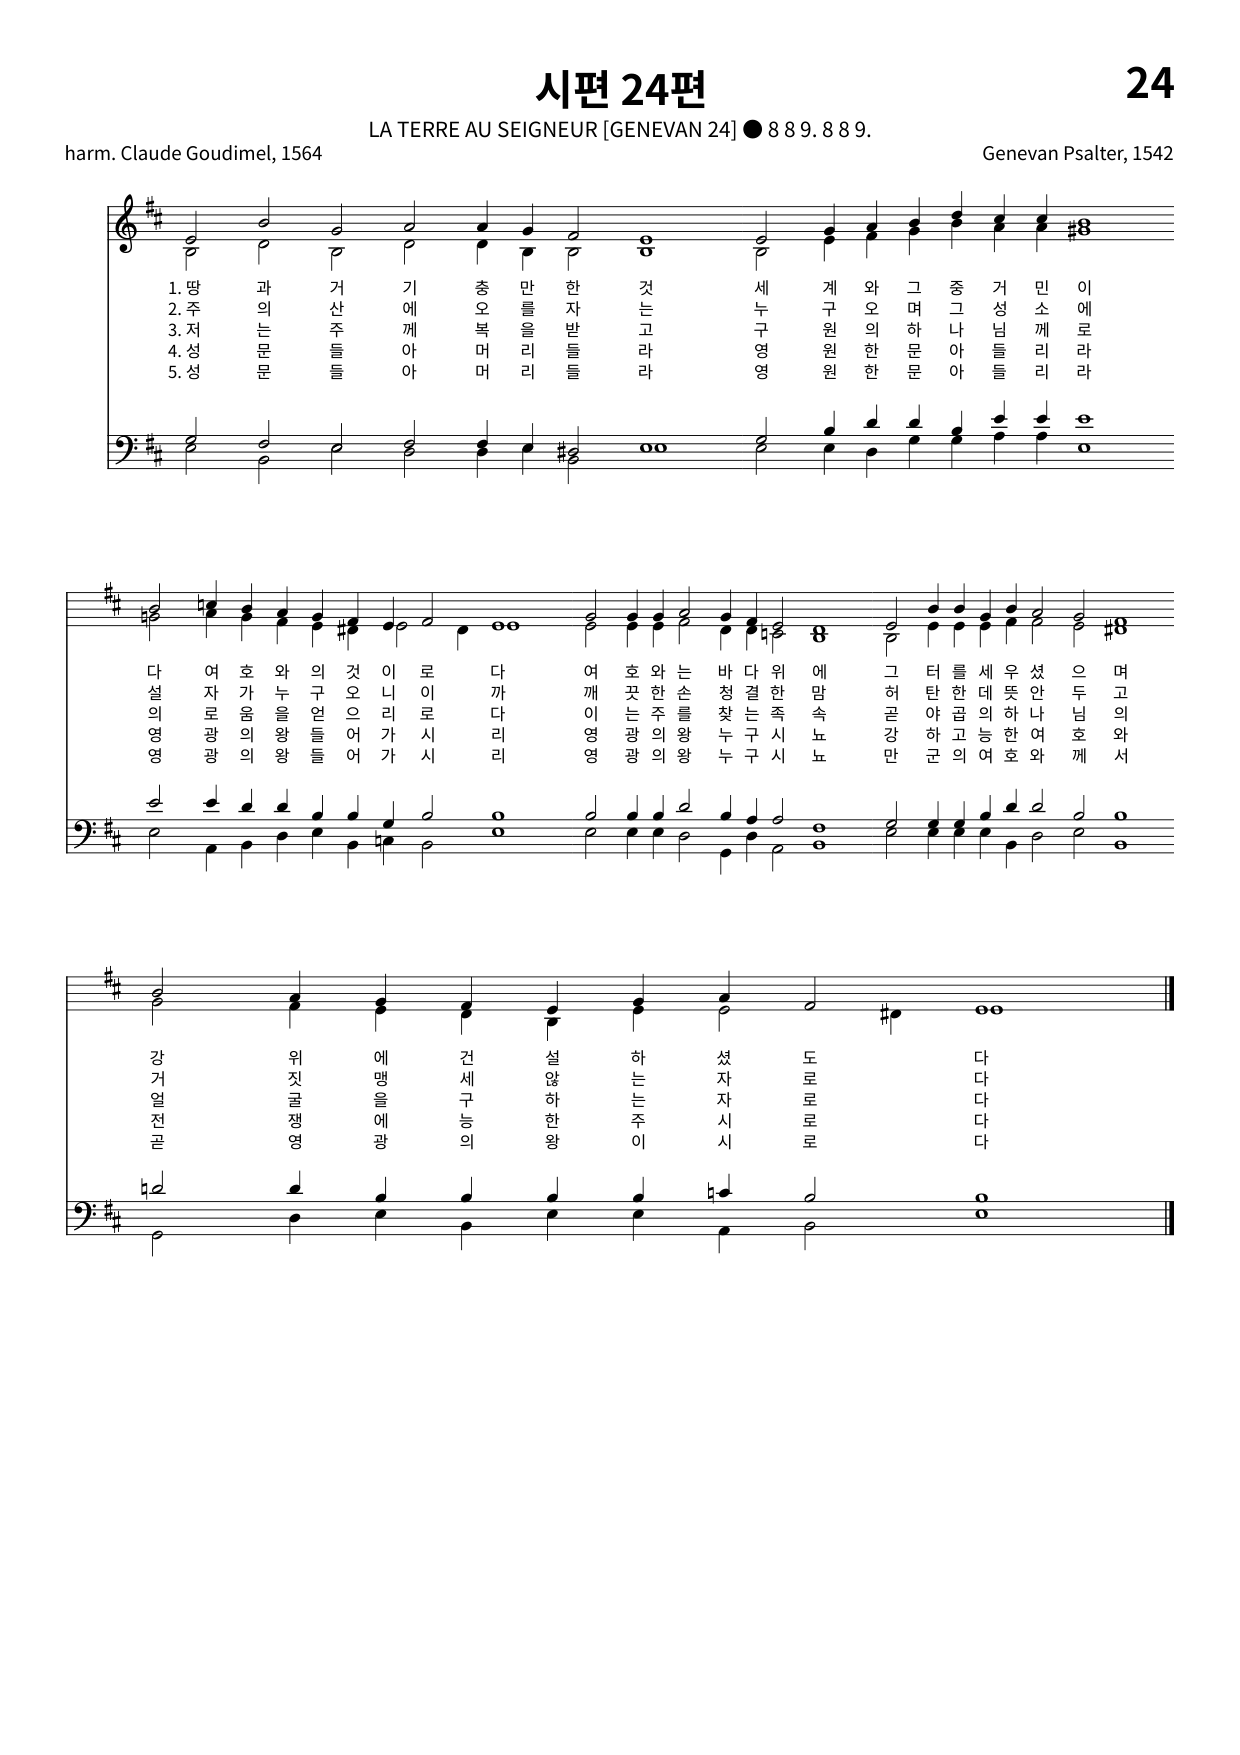 시편 24편
24
LA TERRE AU SEIGNEUR [GENEVAN 24] ● 8 8 9. 8 8 9.
harm. Claude Goudimel, 1564
Genevan Psalter, 1542
1. 땅 과 거 기 충 만 한 것 세 계 와 그 중 거 민 이
2. 주 의 산 에 오 를 자 는 누 구 오 며 그 성 소 에
3. 저 는 주 께 복 을 받 고 구 원 의 하 나 님 께 로
4. 성 문 들 아 머 리 들 라 영 원 한 문 아 들 리 라
5. 성 문 들 아 머 리 들 라 영 원 한 문 아 들 리 라
다 여 호 와 의 것 이 로 다 여 호 와 는 바 다 위 에 그 터 를 세 우 셨 으 며
설 자 가 누 구 오 니 이 까 깨 끗 한 손 청 결 한 맘 허 탄 한 데 뜻 안 두 고
의 로 움 을 얻 으 리 로 다 이 는 주 를 찾 는 족 속 곧 야 곱 의 하 나 님 의
영 광 의 왕 들 어 가 시 리 영 광 의 왕 누 구 시 뇨 강 하 고 능 한 여 호 와
영 광 의 왕 들 어 가 시 리 영 광 의 왕 누 구 시 뇨 만 군 의 여 호 와 께 서
강 위 에 건 설 하 셨 도 다
거 짓 맹 세 않 는 자 로 다
얼 굴 을 구 하 는 자 로 다
전 쟁 에 능 한 주 시 로 다
곧 영 광 의 왕 이 시 로 다